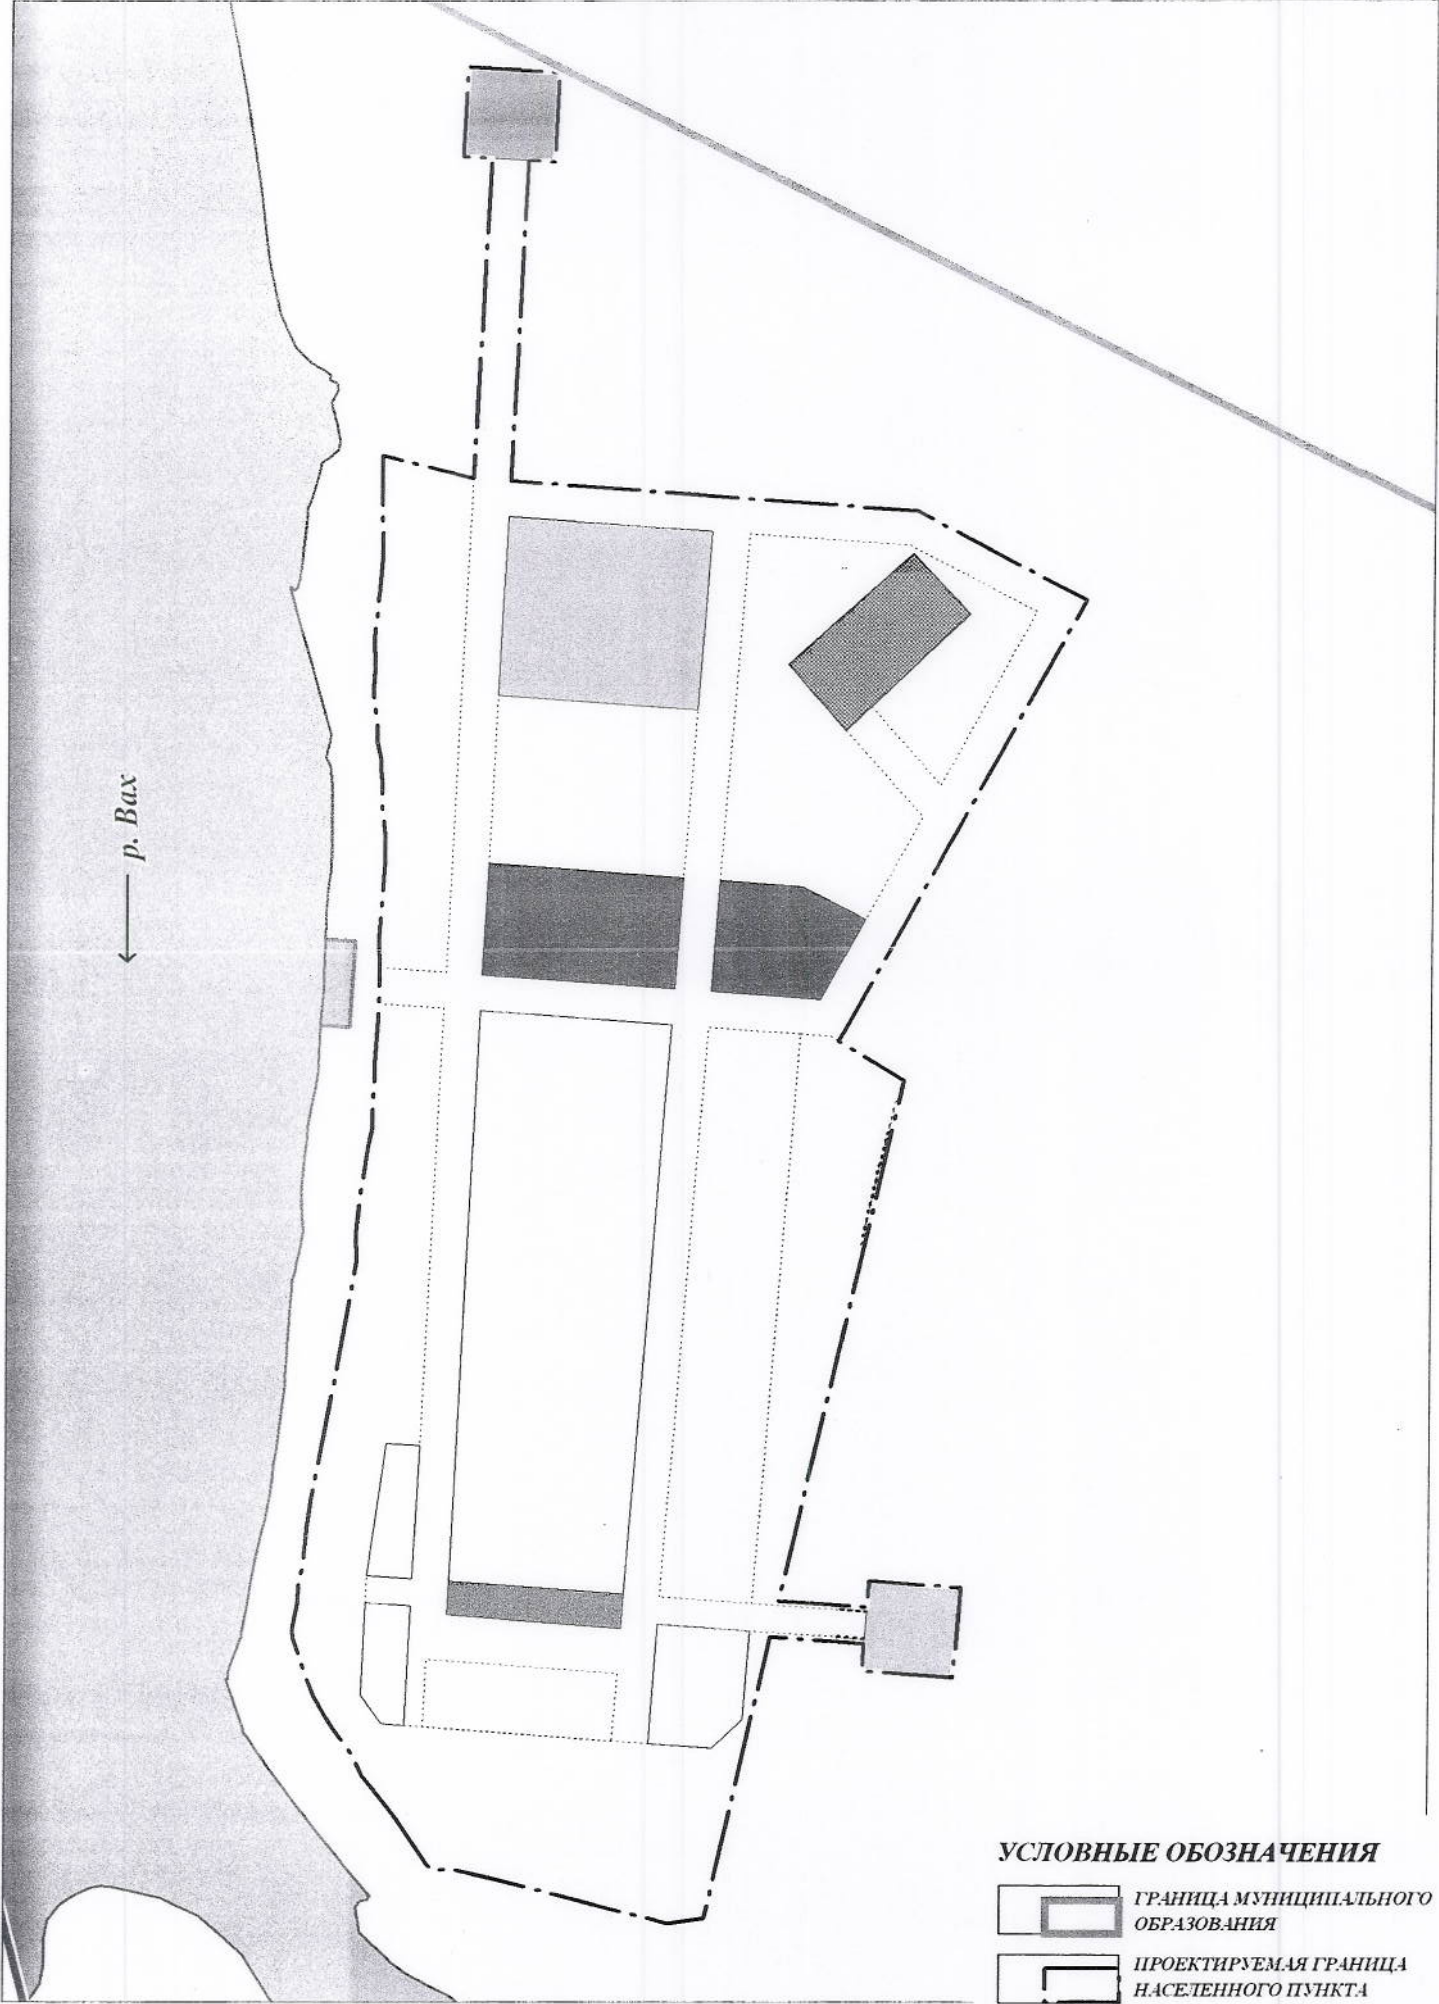 р. Вах
УСЛОВНЫЕ ОБОЗНАЧЕНИЯ
ГРАНИЦА МУНИЦИПАЛЬНОГО
ОБРАЗОВАНИЯ
ПРОЕКТИРУЕМАЯ ГРАНИЦА
НАСЕЛЕННОГО ПУНКТА